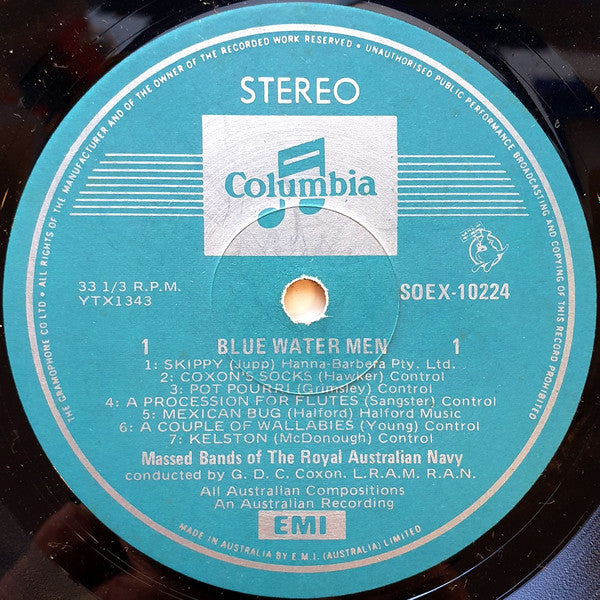 THE GRAMOPHONE CO LTD • ALL RIGHTS OF THE MANUFACTURER AND OF THE OWNER OF THE RECORDED WORK RESERVED • UNAUTHORISED PUBLIC PERFORMANCE BROADCASTING AND COPYING OF THIS RECORD PROHIBITED
STEREO
Columbia
33 1/3 R.P.M.
YTX1343
SOEX-10224
1 BLUE WATER MEN 1
1: SKIPPY (Jupp) Hanna-Barbera Pty. Ltd.
2: COXON'S SOCKS (Hawker) Control
3: POT POURRI (Grimsley) Control
4: A PROCESSION FOR FLUTES (Sangster) Control
5: MEXICAN BUG (Halford) Halford Music
6: A COUPLE OF WALLABIES (Young) Control
7: KELSTON (McDonough) Control
Massed Bands of The Royal Australian Navy
conducted by G. D. C. Coxon. L.R.A.M. R.A.N.
All Australian Compositions
An Australian Recording
EMI
MADE IN AUSTRALIA BY E.M.I. (AUSTRALIA) LIMITED